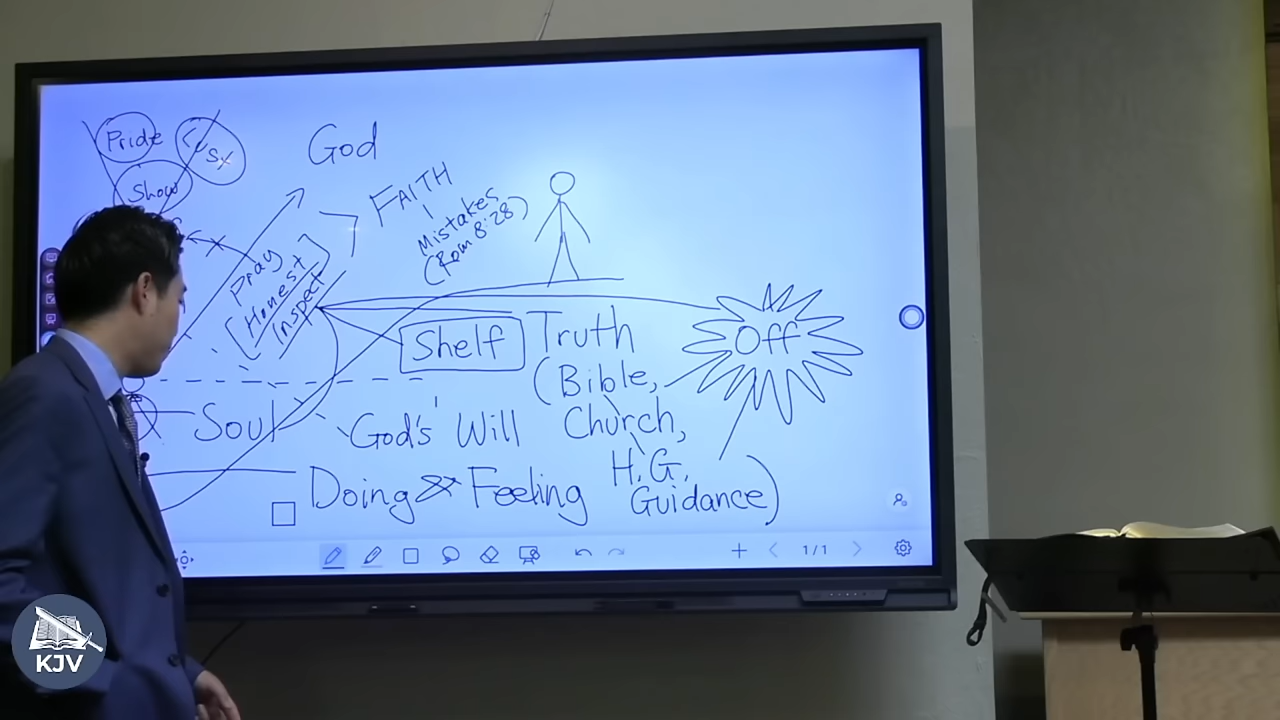 Pride
Lust
Show
God
FAITH
Mistakes
(Rom 8:28)
Pray
[Honest]
Inspect
Shelf
Truth
(Bible,
Church,
H.G.
Guidance)
Off
Soul
God's Will
Doing
Feeling
1/1
KJV